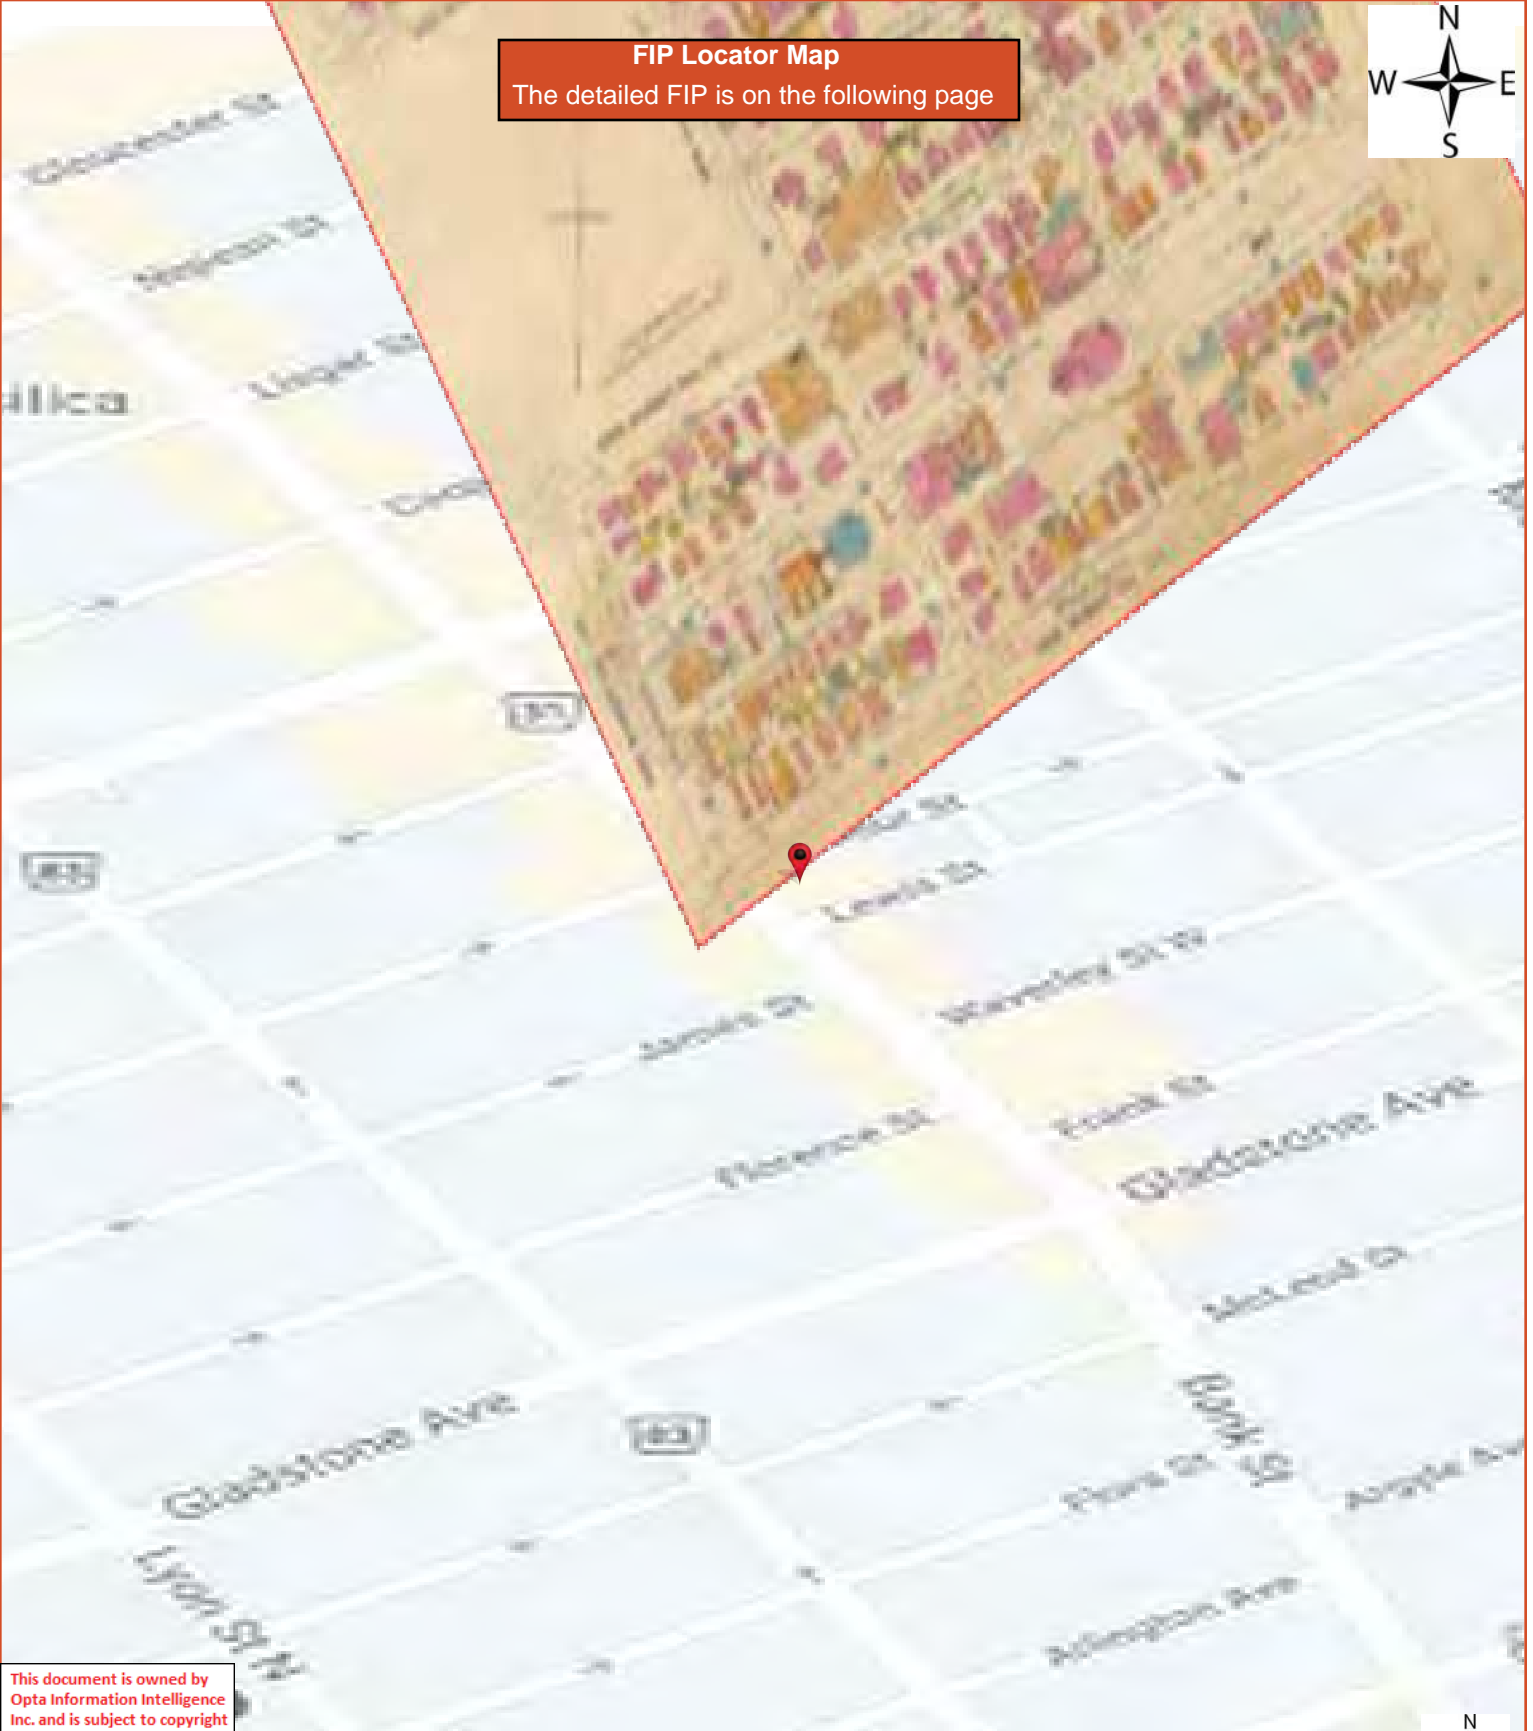 FIP Locator Map
The detailed FIP is on the following page
N
W
E
S
Gloucester St
Nepean St
Lisgar St
Lewis St
Waverley St W
James St
Frank St
Florence St
Gladstone Ave
McLeod St
Gladstone Ave
Bank St
Flora St
Argyle Ave
Arlington Ave
Lyon St N
This document is owned by
Opta Information Intelligence
Inc. and is subject to copyright
N